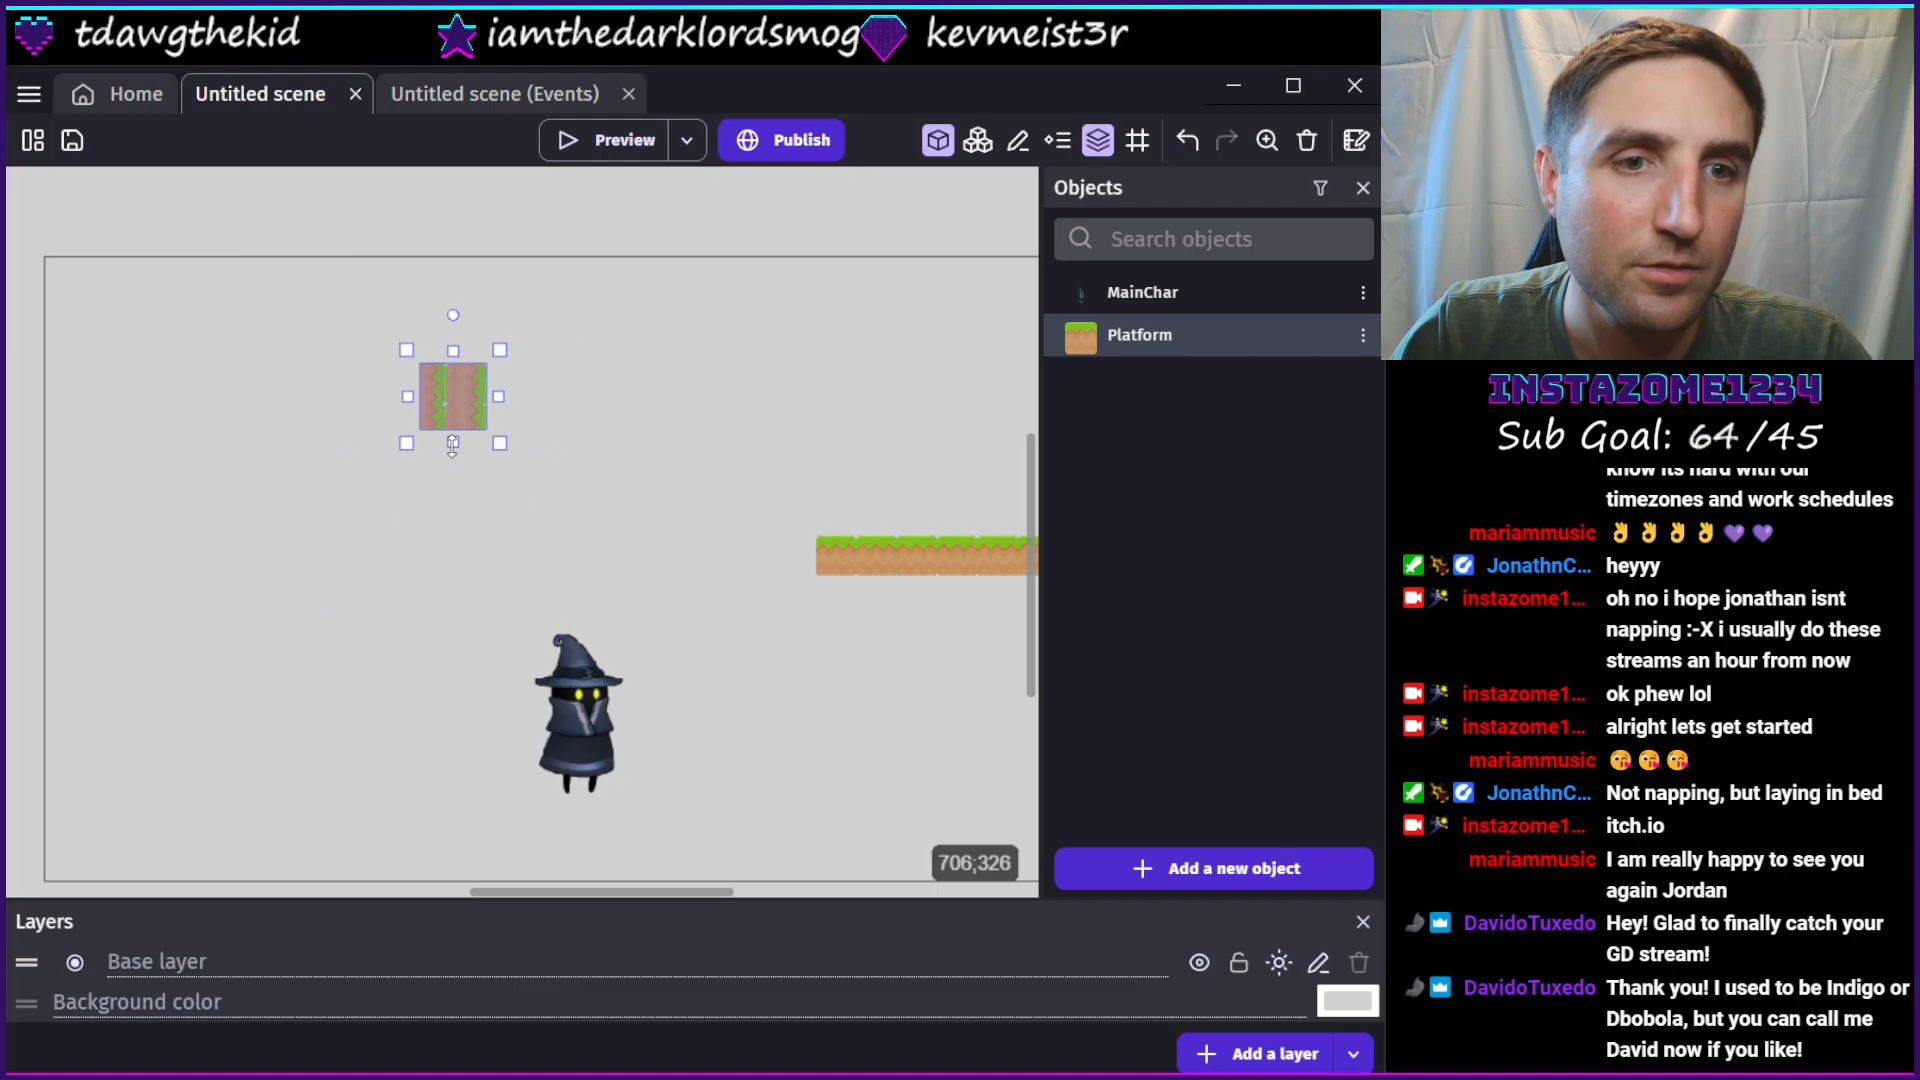 tdawgthekid iamthedarklordsmog kevmeist3r
Home
Untitled scene
Untitled scene (Events)
Preview
Publish
Objects
Search objects
MainChar
Platform
706;326
Add a new object
Layers
Base layer
Background color
Add a layer
INSTAZOME1234
Sub Goal: 64/45
know its hard with our
timezones and work schedules
mariammusic 👌 👌 👌 👌 💜 💜
JonathnC... heyyy
instazome1... oh no i hope jonathan isnt
napping :-X i usually do these
streams an hour from now
instazome1... ok phew lol
instazome1... alright lets get started
mariammusic 😘 😘 😘
JonathnC... Not napping, but laying in bed
instazome1... itch.io
mariammusic I am really happy to see you
again Jordan
DavidoTuxedo Hey! Glad to finally catch your
GD stream!
DavidoTuxedo Thank you! I used to be Indigo or
Dbobola, but you can call me
David now if you like!